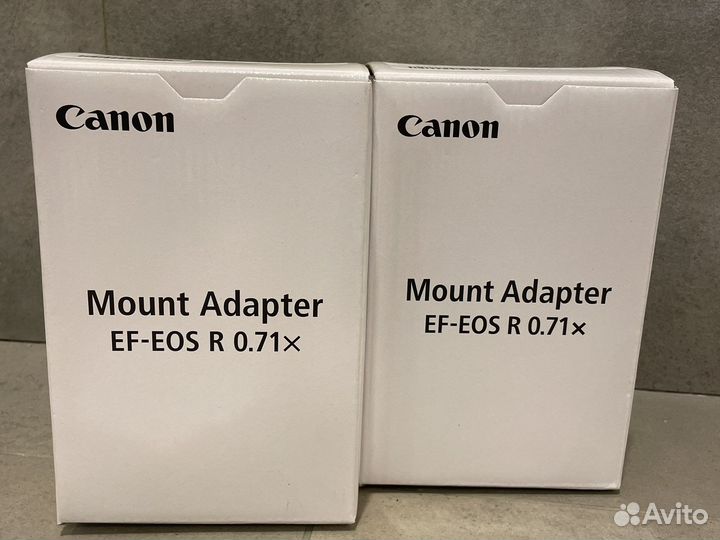 Canon
Mount Adapter
EF-EOS R 0.71×
Canon
Mount Adapter
EF-EOS R 0.71×
Avito